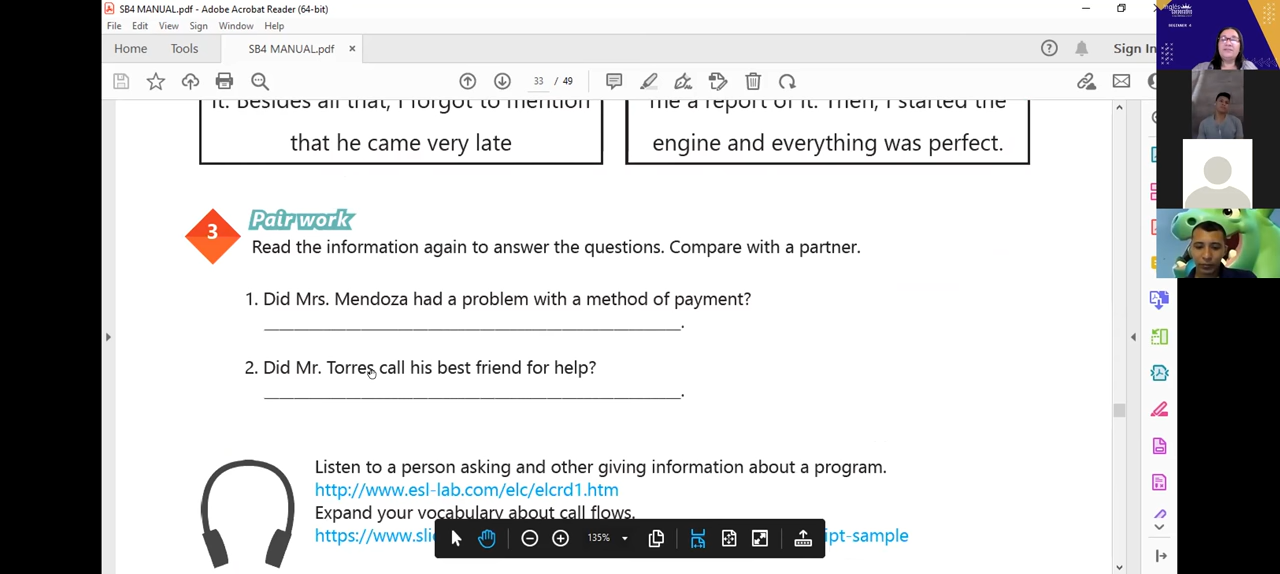 SB4 MANUAL.pdf - Adobe Acrobat Reader (64-bit)
File Edit View Sign Window Help
Home Tools SB4 MANUAL.pdf × Sign In
33 / 49
it. Besides all that, I forgot to mention
that he came very late
me a report of it. Then, I started the
engine and everything was perfect.
3
Pair work
Read the information again to answer the questions. Compare with a partner.
1. Did Mrs. Mendoza had a problem with a method of payment?
2. Did Mr. Torres call his best friend for help?
Listen to a person asking and other giving information about a program.
http://www.esl-lab.com/elc/elcrd1.htm
Expand your vocabulary about call flows.
https://www.slic
ipt-sample
135%